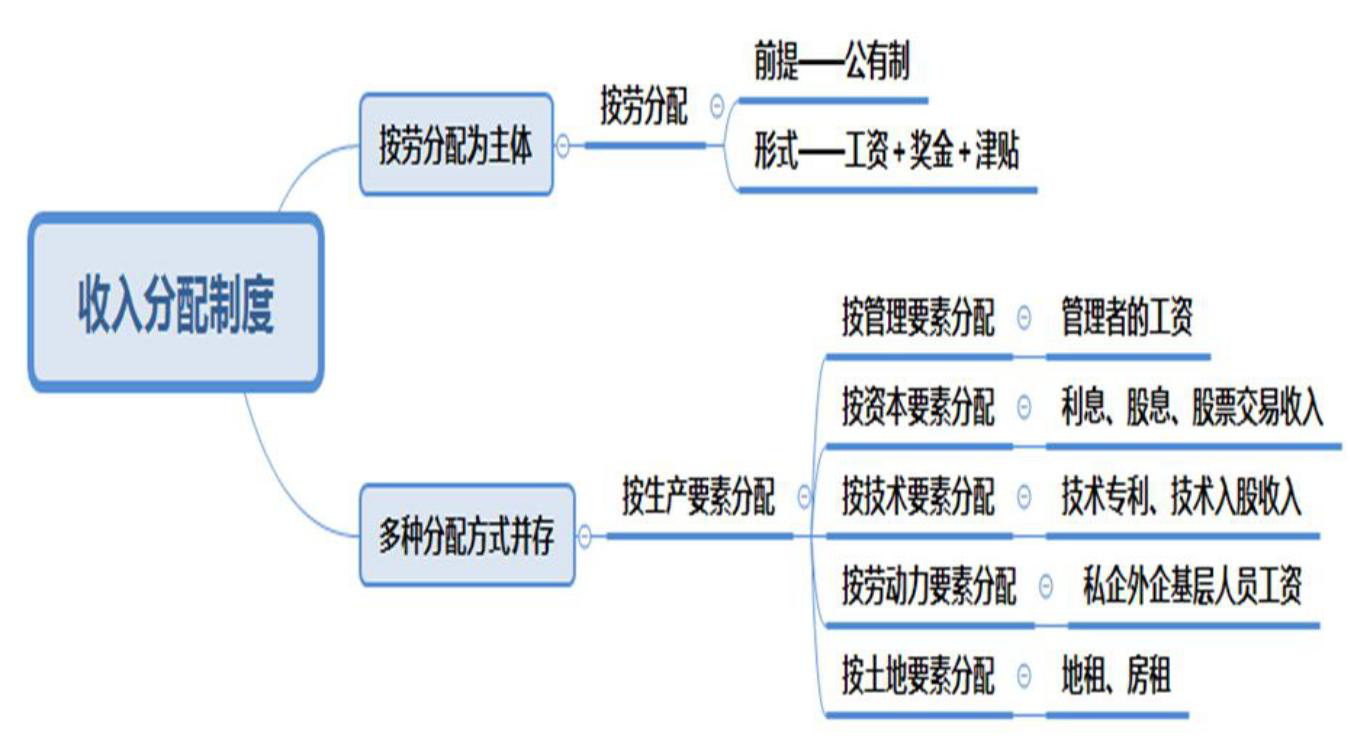 收入分配制度
按劳分配为主体
按劳分配
前提——公有制
形式——工资+奖金+津贴
多种分配方式并存
按生产要素分配
按管理要素分配
管理者的工资
按资本要素分配
利息、股息、股票交易收入
按技术要素分配
技术专利、技术入股收入
按劳动力要素分配
私企外企基层人员工资
按土地要素分配
地租、房租